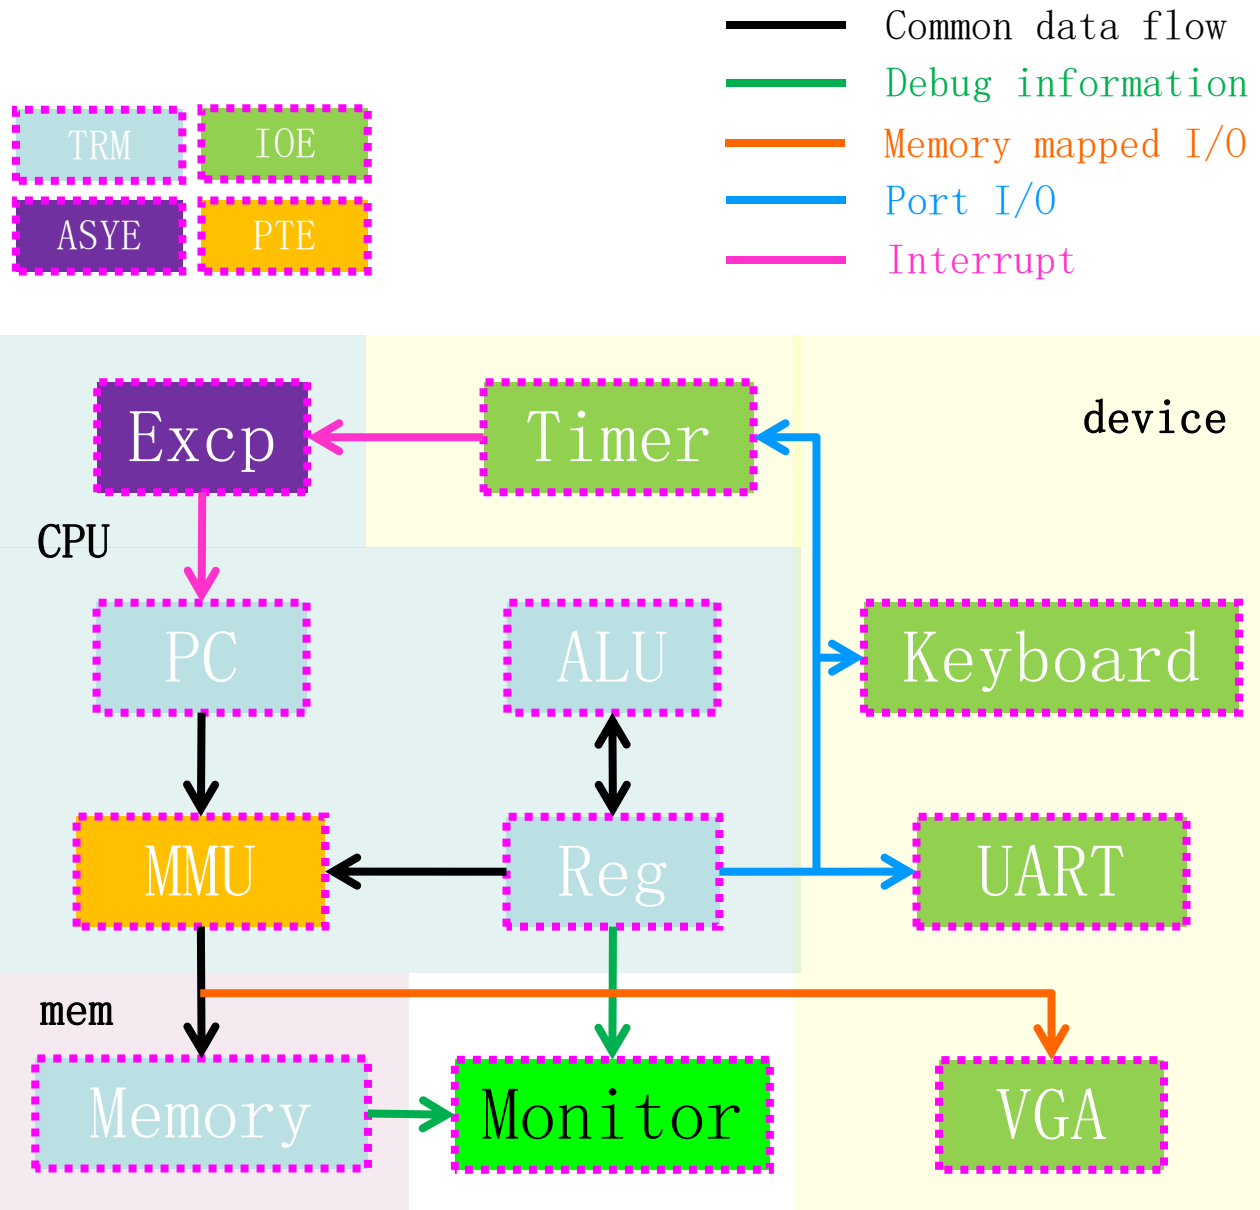 Common data flow
Debug information
Memory mapped I/O
Port I/O
Interrupt
TRM
IOE
ASYE
PTE
Excp
Timer
device
CPU
PC
ALU
Keyboard
MMU
Reg
UART
mem
Memory
Monitor
VGA